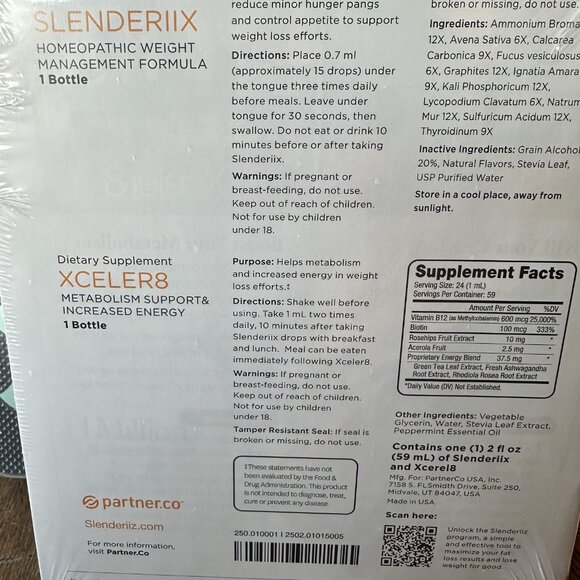 SLENDERIIX
HOMEOPATHIC WEIGHT
MANAGEMENT FORMULA
1 Bottle
reduce minor hunger pangs
and control appetite to support
weight loss efforts.
Directions: Place 0.7 ml
(approximately 15 drops) under
the tongue three times daily
before meals. Leave under
tongue for 30 seconds, then
swallow. Do not eat or drink 10
minutes before or after taking
Slenderiix.
Warnings: If pregnant or
breast-feeding, do not use.
Keep out of reach of children.
Not for use by children
under 18.
broken or missing, do not use.
Ingredients: Ammonium Broma
12X, Avena Sativa 6X, Calcarea
Carbonica 9X, Fucus vesiculosus
6X, Graphites 12X, Ignatia Amara
9X, Kali Phosphoricum 12X,
Lycopodium Clavatum 6X, Natru
Mur 12X, Sulfuricum Acidum 12X,
Thyroidinum 9X
Inactive Ingredients: Grain Alcohol
20%, Natural Flavors, Stevia Leaf,
USP Purified Water
Store in a cool place, away from
sunlight.
Dietary Supplement
XCELER8
METABOLISM SUPPORT&
INCREASED ENERGY
1 Bottle
Purpose: Helps metabolism
and increased energy in weight
loss efforts.‡
Directions: Shake well before
using. Take 1 mL two times
daily, 10 minutes after taking
Slenderiix drops with breakfast
and lunch. Meal can be eaten
immediately following Xceler8.
Warnings: If pregnant or
breast-feeding, do not use.
Keep out of reach of children.
Not for use by children
under 18.
Tamper Resistant Seal: If seal
is broken or missing, do not use.
‡These statements have not
been evaluated by the Food &
Drug Administration. This product
is not intended to diagnose, treat,
cure or prevent any disease.
Supplement Facts
Serving Size: 24 (1 mL)
Servings Per Container: 59
Amount Per Serving %DV
Vitamin B12 (as Methylcobalamin) 600 mcg 25,000%
Biotin 100 mcg 333%
Rosehips Fruit Extract 10 mg *
Acerola Fruit 2.5 mg *
Proprietary Energy Blend 37.5 mg *
Green Tea Leaf Extract, Fresh Ashwagandha
Root Extract, Rhodiola Rosea Root Extract
*Daily Value (DV) Not Established.
Other Ingredients: Vegetable
Glycerin, Water, Stevia Leaf Extract,
Peppermint Essential Oil
Contains one (1) 2 fl oz
(59 mL) of Slenderiix
and Xcerel8
Mfg. For: PartnerCo USA, Inc.
7158 S. FLSmidth Drive, Suite 250,
Midvale, UT 84047, USA
Made in USA.
Scan here:
Unlock the Slenderiiz
program, a simple
and effective tool to
maximize your fat
loss results and lose
weight for good.
partner.co
Slenderiiz.com
For more information,
visit Partner.Co
250.010001 | 2502.01015005